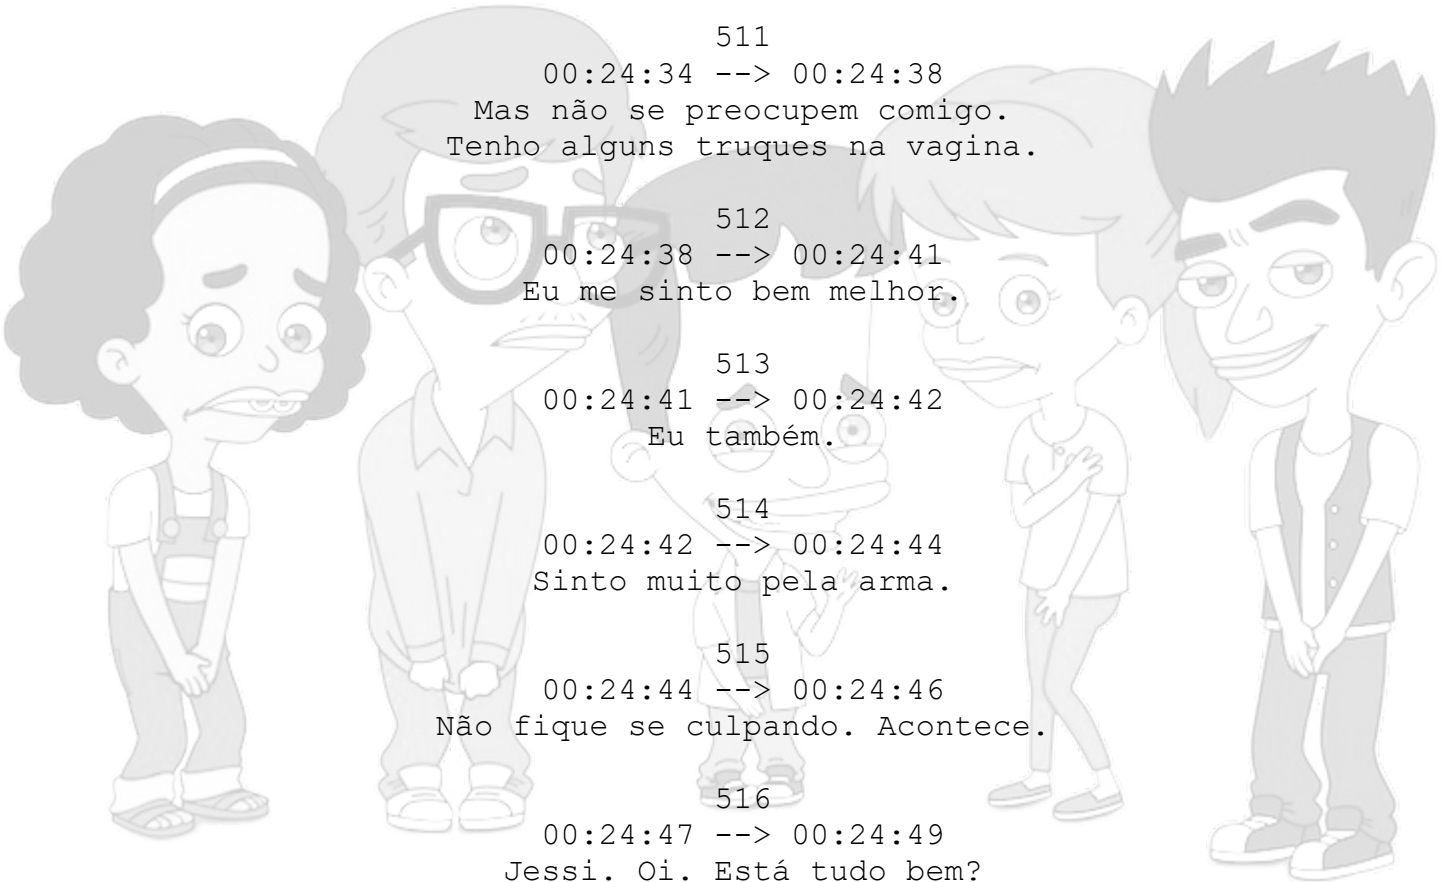 511
00:24:34 --> 00:24:38
Mas não se preocupem comigo.
Tenho alguns truques na vagina.
512
00:24:38 --> 00:24:41
Eu me sinto bem melhor.
513
00:24:41 --> 00:24:42
Eu também.
514
00:24:42 --> 00:24:44
Sinto muito pela arma.
515
00:24:44 --> 00:24:46
Não fique se culpando. Acontece.
516
00:24:47 --> 00:24:49
Jessi. Oi. Está tudo bem?